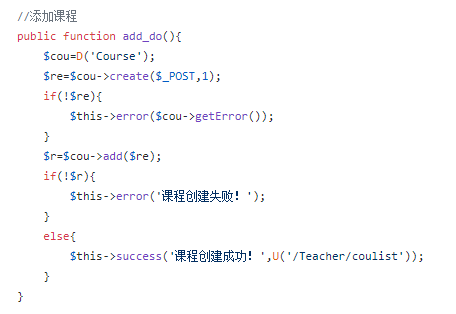 //添加课程
public function add_do(){
    $cou=D('Course');
    $re=$cou->create($_POST,1);
    if(!$re){
        $this->error($cou->getError());
    }
    $r=$cou->add($re);
    if(!$r){
        $this->error('课程创建失败！');
    }
    else{
        $this->success('课程创建成功！',U('/Teacher/coulist'));
    }
}